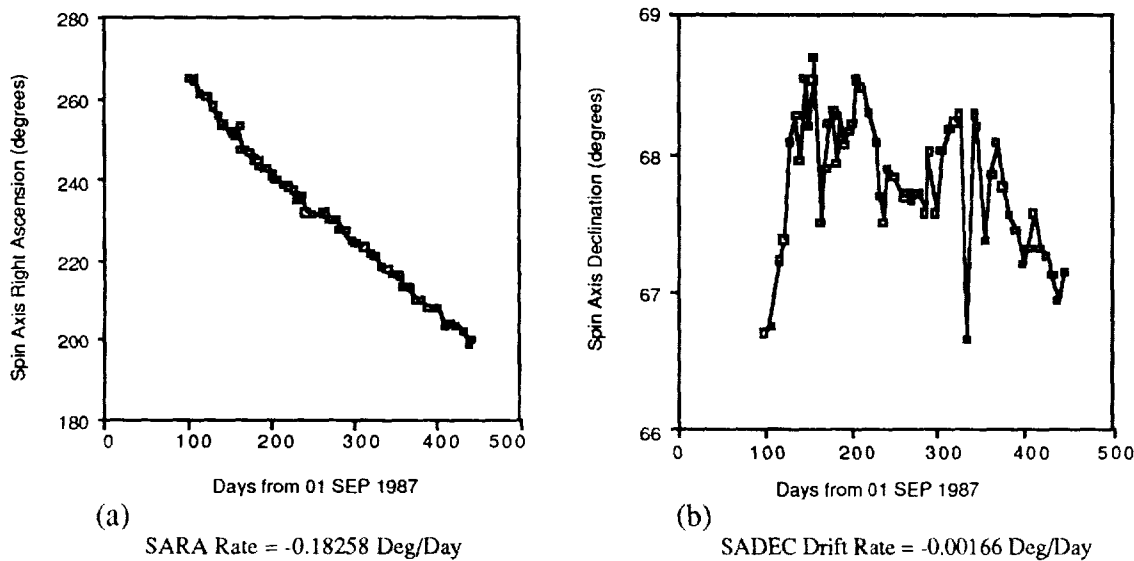 280
260
240
220
200
180
0
100
200
300
400
500
Spin Axis Right Ascension (degrees)
Days from 01 SEP 1987
(a)
SARA Rate = -0.18258 Deg/Day
69
68
67
66
0
100
200
300
400
500
Spin Axis Declination (degrees)
Days from 01 SEP 1987
(b)
SADEC Drift Rate = -0.00166 Deg/Day